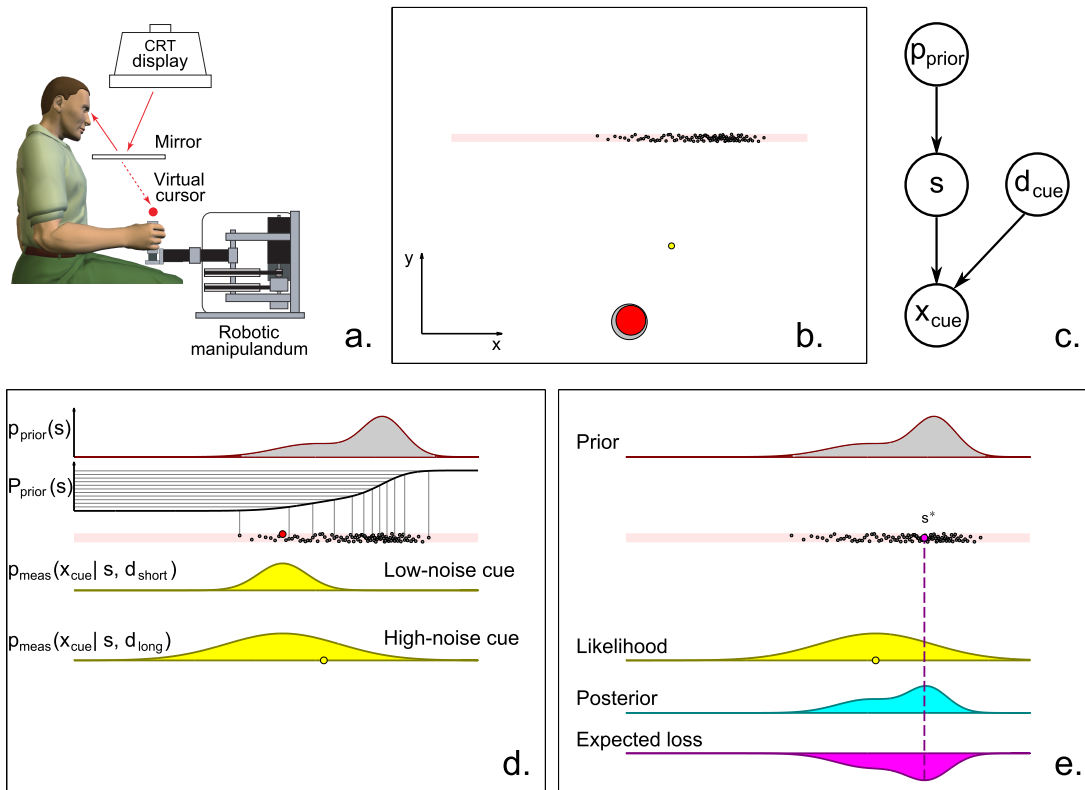 CRT
display
Mirror
Virtual
cursor
Robotic
manipulandum
a.
y
x
b.
p_prior
s
d_cue
x_cue
c.
p_prior(s)
P_prior(s)
p_meas(x_cue| s, d_short)
Low-noise cue
p_meas(x_cue| s, d_long)
High-noise cue
d.
Prior
s*
Likelihood
Posterior
Expected loss
e.